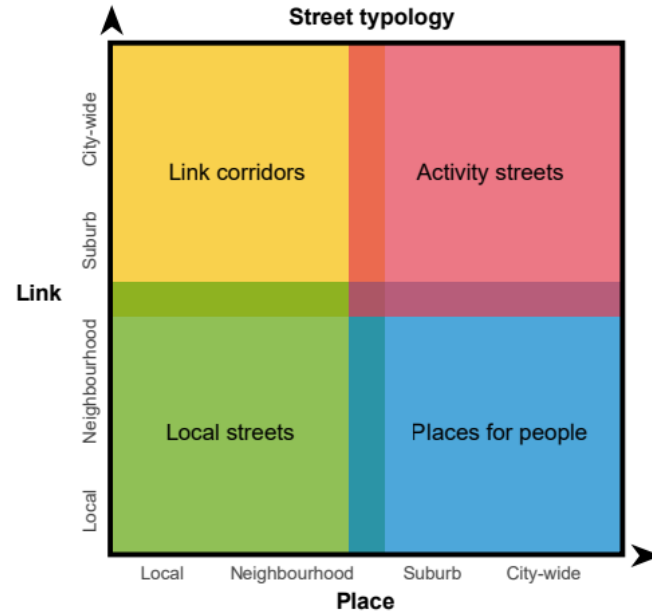 Street typology
City-wide
Link corridors
Activity streets
Suburb
Link
Neighbourhood
Local streets
Places for people
Local
Local
Neighbourhood
Suburb
City-wide
Place